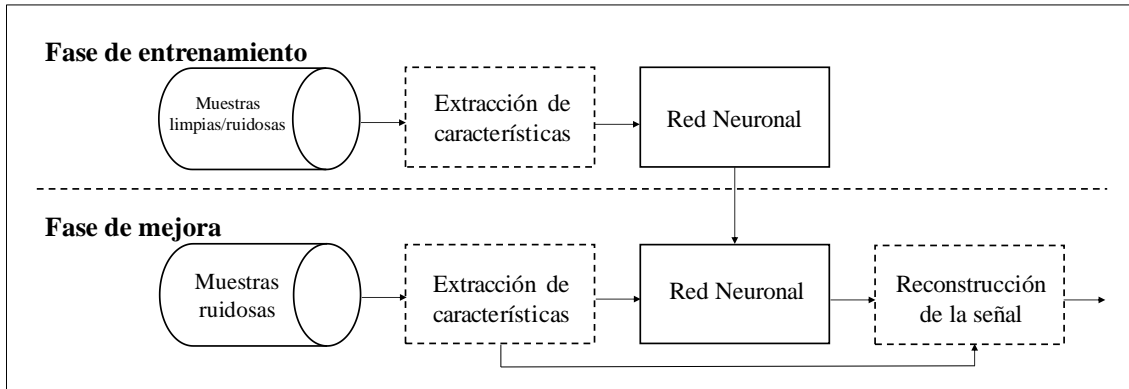 Fase de entrenamiento
Muestras
limpias/ruidosas
Extracción de
características
Red Neuronal
Fase de mejora
Muestras
ruidosas
Extracción de
características
Red Neuronal
Reconstrucción
de la señal